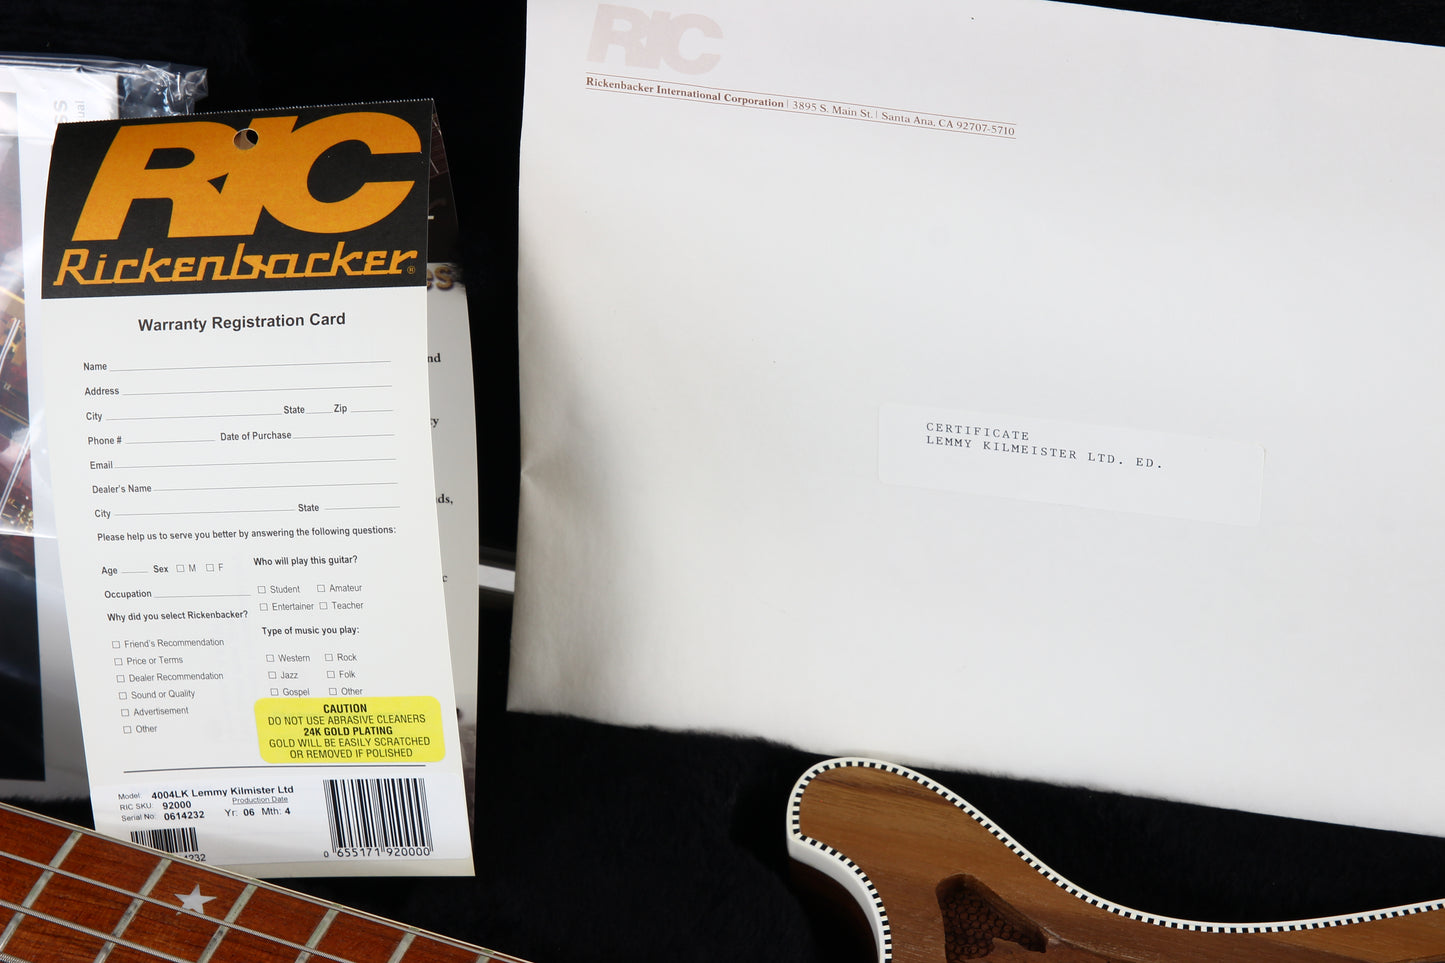 RIC
Rickenbacker®
Warranty Registration Card
Name
Address
City State Zip
Phone # Date of Purchase
Email
Dealer's Name
City State
Please help us to serve you better by answering the following questions:
Age Sex M F
Occupation
Why did you select Rickenbacker?
Friend's Recommendation
Price or Terms
Dealer Recommendation
Sound or Quality
Advertisement
Other
Who will play this guitar?
Student Amateur
Entertainer Teacher
Type of music you play:
Western Rock
Jazz Folk
Gospel Other
CAUTION
DO NOT USE ABRASIVE CLEANERS
24K GOLD PLATING
GOLD WILL BE EASILY SCRATCHED
OR REMOVED IF POLISHED
Model 4004LK Lemmy Kilmister Ltd
RIC SKU: 92000 Production Date
Serial No: 0614232 Yr: 06 Mth: 4
4232
0 655171 920000
RIC
Rickenbacker International Corporation | 3895 S. Main St. | Santa Ana, CA 92707-5710
CERTIFICATE
LEMMY KILMEISTER LTD. ED.